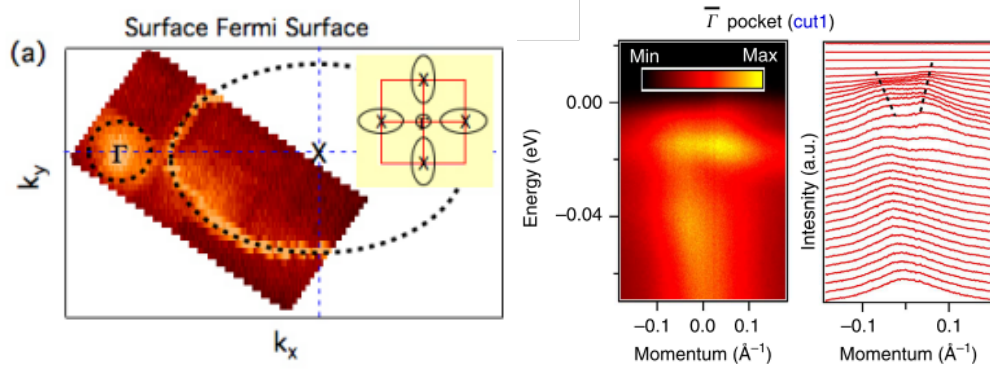 Surface Fermi Surface
(a)
Γ
X
X
X
Γ
X
X
k_y
k_x
Γ̅ pocket (cut1)
Min Max
0.00
−0.04
Energy (eV)
−0.1 0.0 0.1
Momentum (Å⁻¹)
Intesnity (a.u.)
−0.1 0.1
Momentum (Å⁻¹)